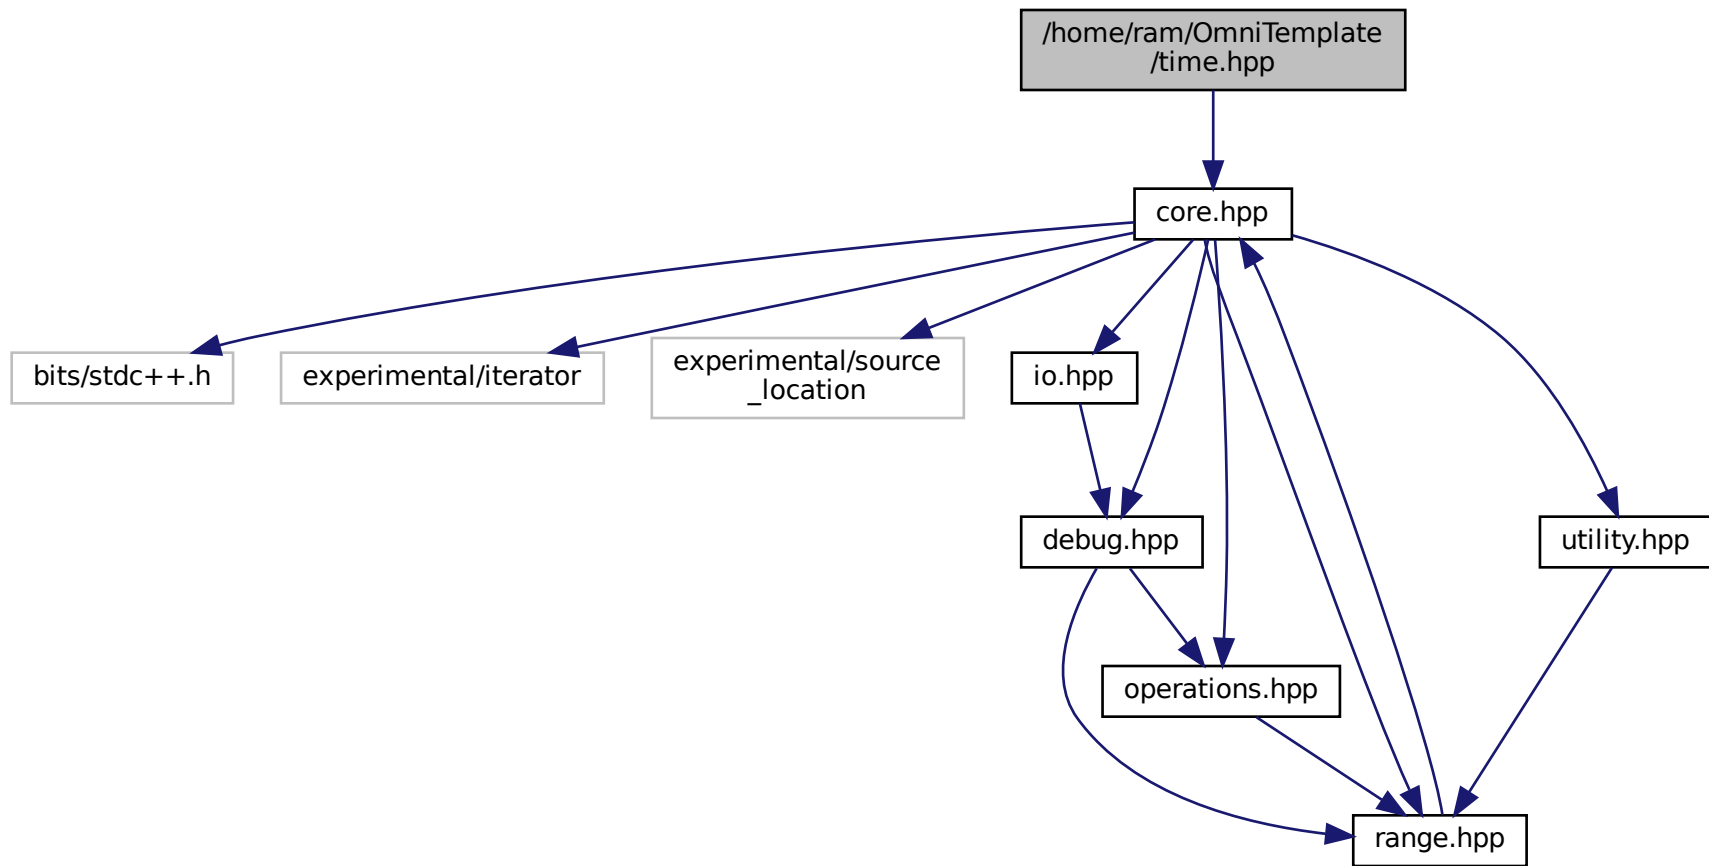 /home/ram/OmniTemplate
/time.hpp
core.hpp
bits/stdc++.h
experimental/iterator
experimental/source
_location
io.hpp
debug.hpp
utility.hpp
operations.hpp
range.hpp